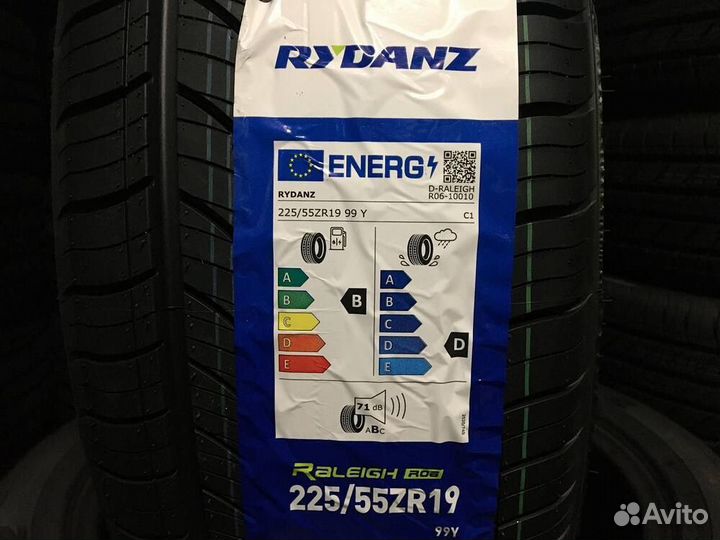 RYDANZ
ENERG
RYDANZ
D-RALEIGH
R06-10010
225/55ZR19 99 Y
C1
A
B
C
D
E
B
A
B
C
D
E
D
71 dB
ABC
RALEIGH R06
225/55ZR19
99Y
Avito